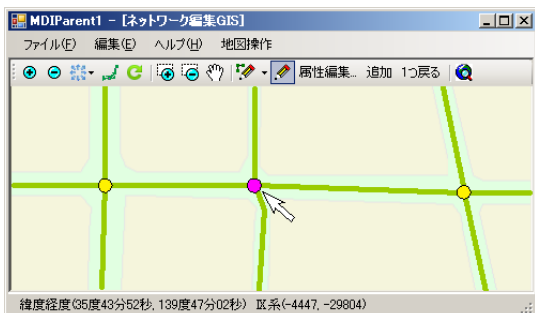 MDIParent1 - [ネットワーク編集GIS]
ファイル(F) 編集(E) ヘルプ(H) 地図操作
属性編集... 追加 1つ戻る
緯度経度(35度43分52秒, 139度47分02秒) Ⅸ系(-4447, -29804)